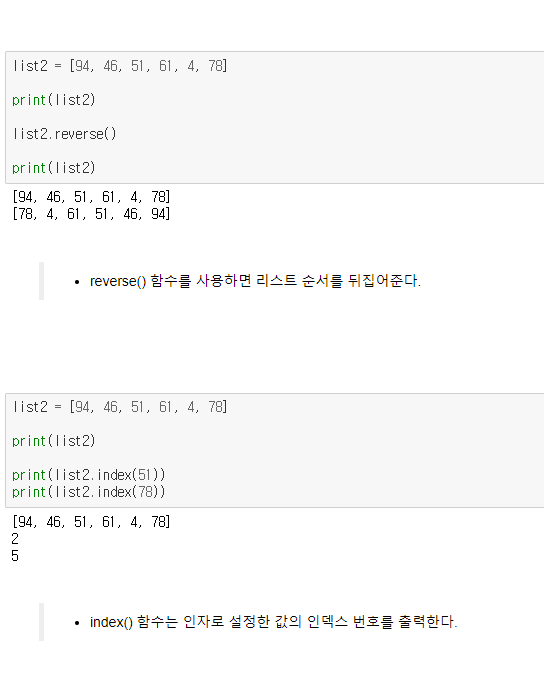 list2 = [94, 46, 51, 61, 4, 78]
print(list2)
list2.reverse()
print(list2)
[94, 46, 51, 61, 4, 78]
[78, 4, 61, 51, 46, 94]
• reverse() 함수를 사용하면 리스트 순서를 뒤집어준다.
list2 = [94, 46, 51, 61, 4, 78]
print(list2)
print(list2.index(51))
print(list2.index(78))
[94, 46, 51, 61, 4, 78]
2
5
• index() 함수는 인자로 설정한 값의 인덱스 번호를 출력한다.